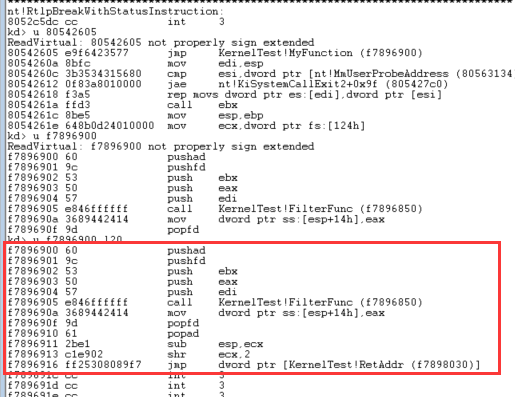 nt!RtlpBreakWithStatusInstruction:
8052c5dc cc int 3
kd> u 80542605
ReadVirtual: 80542605 not properly sign extended
80542605 e9f6423577 jmp KernelTest!MyFunction (f7896900)
8054260a 8bfc mov edi,esp
8054260c 3b3534315680 cmp esi,dword ptr [nt!MmUserProbeAddress (80563134
80542612 0f83a8010000 jae nt!KiSystemCallExit2+0x9f (805427c0)
80542618 f3a5 rep movs dword ptr es:[edi],dword ptr [esi]
8054261a ffd3 call ebx
8054261c 8be5 mov esp,ebp
8054261e 648b0d24010000 mov ecx,dword ptr fs:[124h]
kd> u f7896900
ReadVirtual: f7896900 not properly sign extended
f7896900 60 pushad
f7896901 9c pushfd
f7896902 53 push ebx
f7896903 50 push eax
f7896904 57 push edi
f7896905 e846ffffff call KernelTest!FilterFunc (f7896850)
f789690a 3689442414 mov dword ptr ss:[esp+14h],eax
f789690f 9d popfd
kd> u f7896900 l20
f7896900 60 pushad
f7896901 9c pushfd
f7896902 53 push ebx
f7896903 50 push eax
f7896904 57 push edi
f7896905 e846ffffff call KernelTest!FilterFunc (f7896850)
f789690a 3689442414 mov dword ptr ss:[esp+14h],eax
f789690f 9d popfd
f7896910 61 popad
f7896911 2be1 sub esp,ecx
f7896913 c1e902 shr ecx,2
f7896916 ff25308089f7 jmp dword ptr [KernelTest!RetAddr (f7898030)]
f789691c cc int 3
f789691d cc int 3
f789691e cc int 3